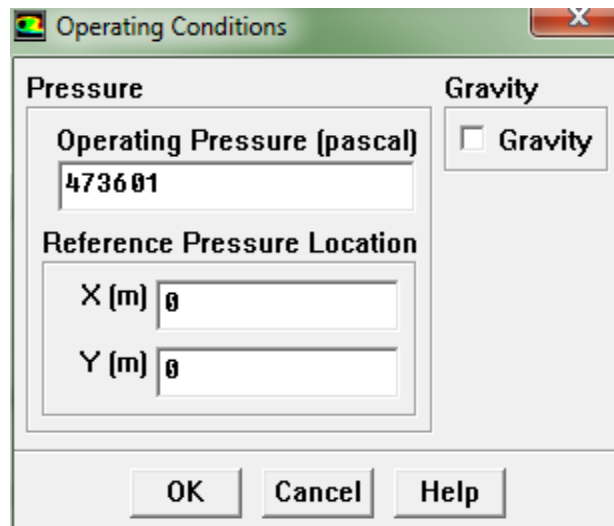 Operating Conditions
X
Pressure
Gravity
Operating Pressure (pascal)
Gravity
473601
Reference Pressure Location
X (m) 0
Y (m) 0
OK Cancel Help